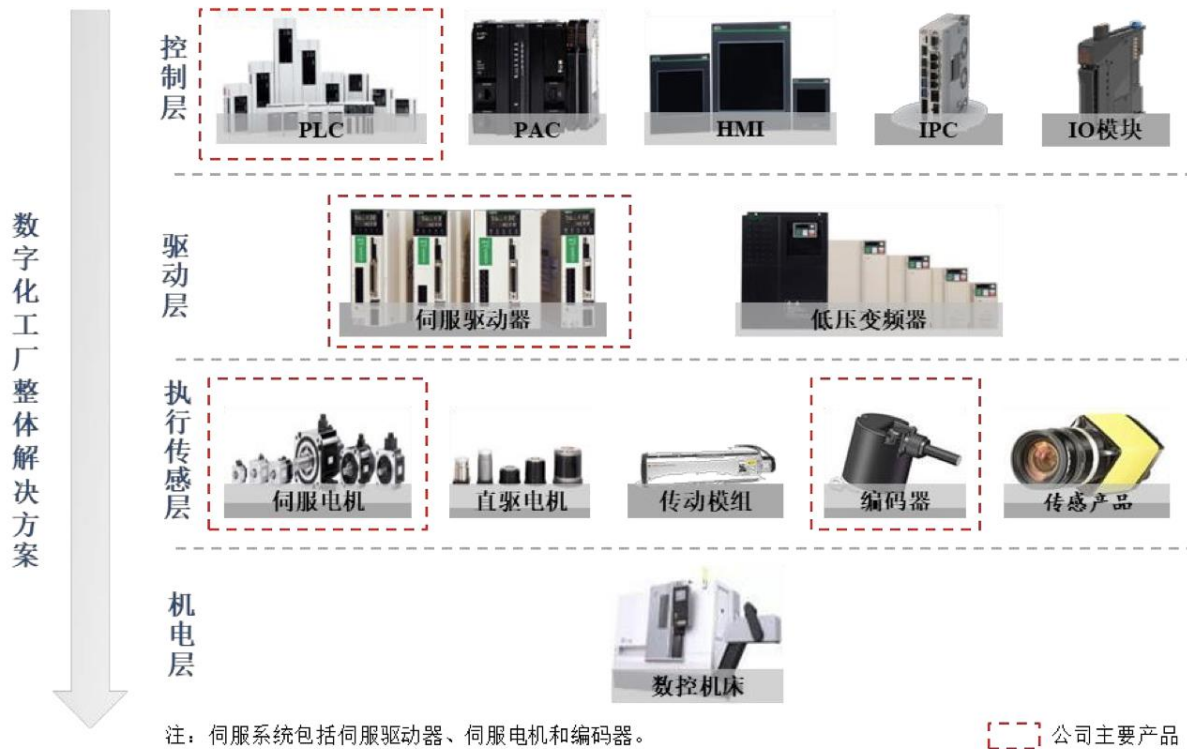 数字化工厂整体解决方案
控制层
PLC
PAC
HMI
IPC
IO模块
驱动层
伺服驱动器
低压变频器
执行传感层
伺服电机
直驱电机
传动模组
编码器
传感产品
机电层
数控机床
注：伺服系统包括伺服驱动器、伺服电机和编码器。
公司主要产品